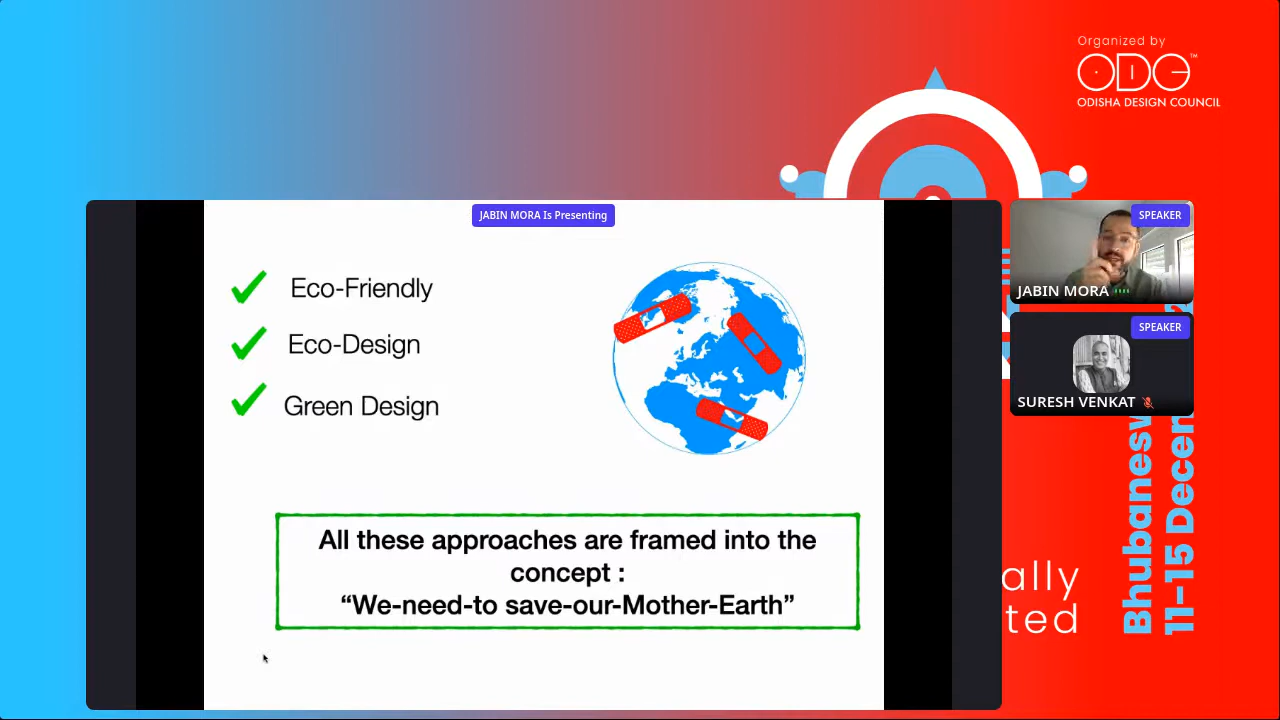 Organized by
ODC™
ODISHA DESIGN COUNCIL
JABIN MORA Is Presenting
Eco-Friendly
Eco-Design
Green Design
All these approaches are framed into the
concept :
“We-need-to save-our-Mother-Earth”
SPEAKER
JABIN MORA
SPEAKER
SURESH VENKAT
ally
ted
Bhubanesw
11-15 Decem